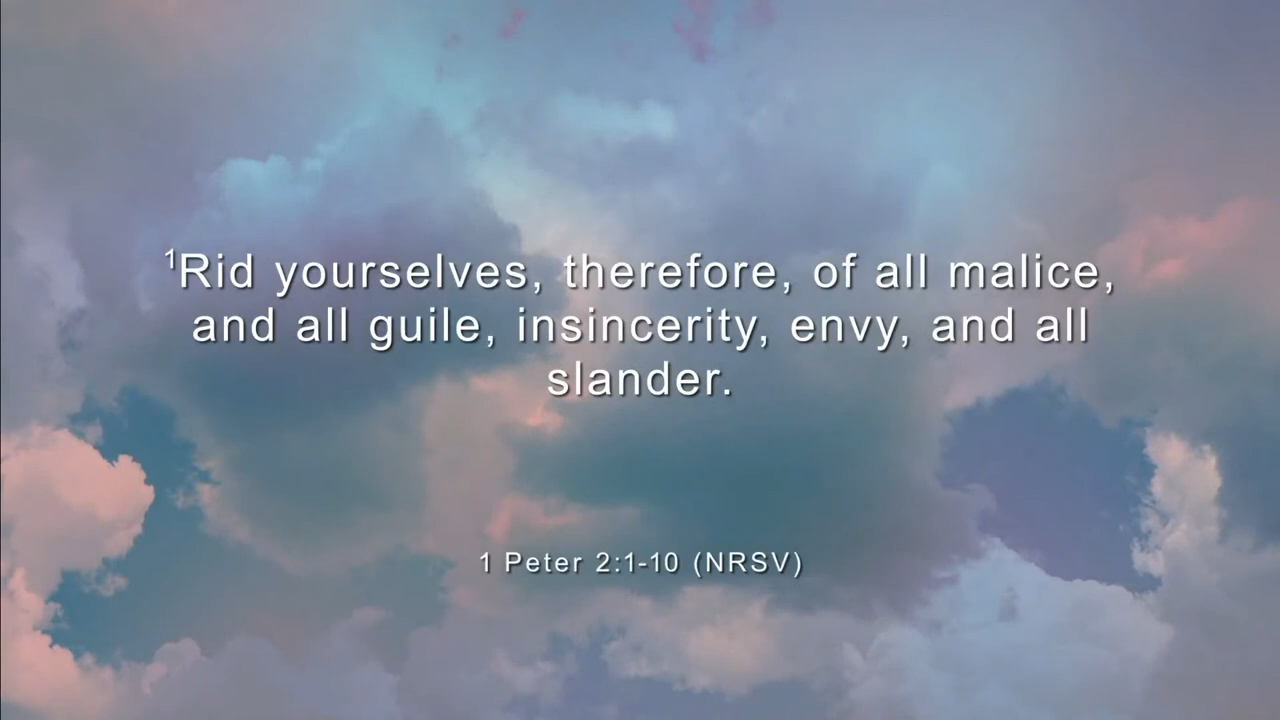 ¹Rid yourselves, therefore, of all malice,
and all guile, insincerity, envy, and all
slander.
1 Peter 2:1-10 (NRSV)